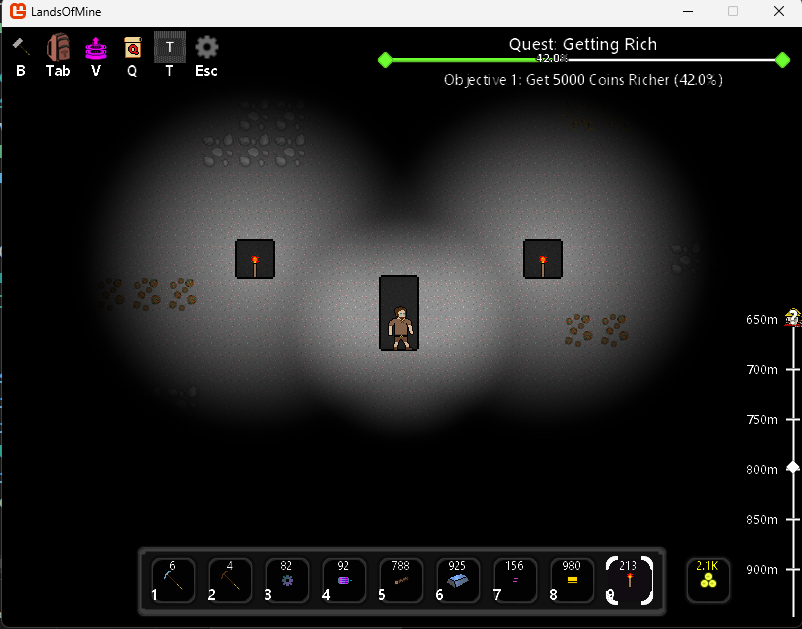 LandsOfMine
B Tab V Q T Esc
T
Quest: Getting Rich
42.0%
Objective 1: Get 5000 Coins Richer (42.0%)
650m
700m
750m
800m
850m
900m
6 4 82 92 788 925 156 980 213 2.1K
1 2 3 4 5 6 7 8 9